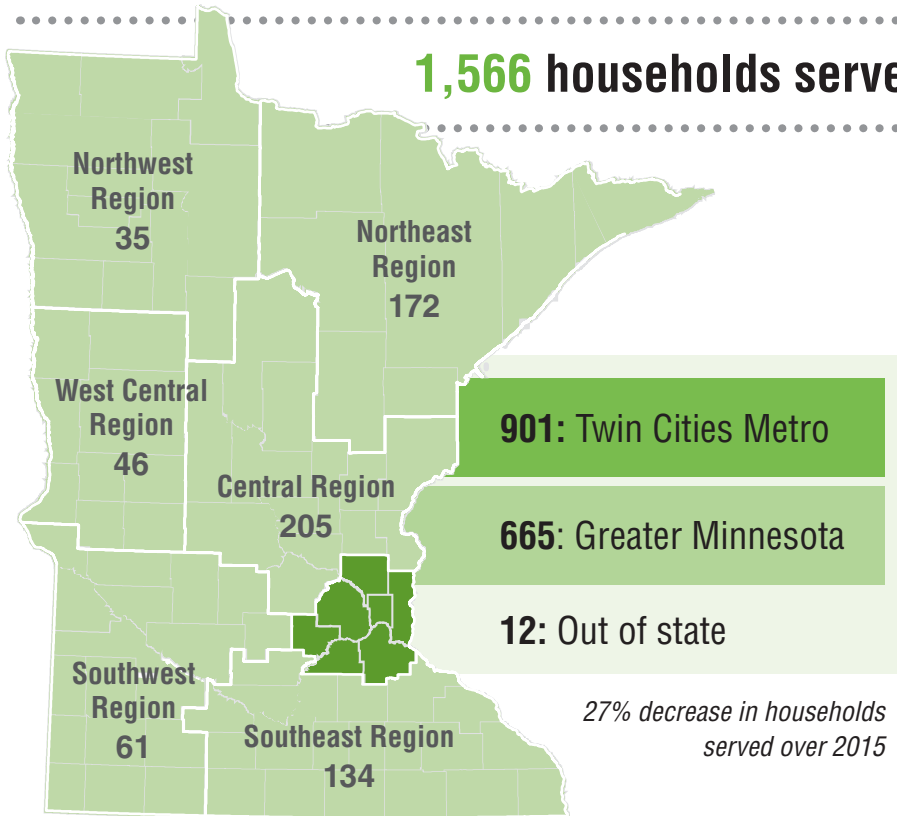 1,566 households serve
Northwest
Region
35
Northeast
Region
172
West Central
Region
46
Central Region
205
901: Twin Cities Metro
665: Greater Minnesota
12: Out of state
Southwest
Region
61
Southeast Region
134
27% decrease in households
served over 2015